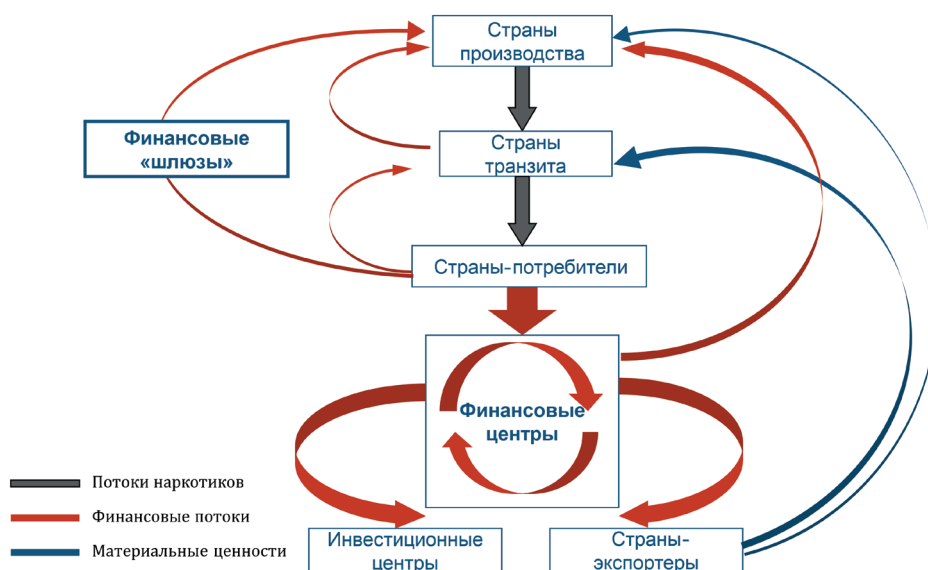 Страны
производства
Финансовые
«шлюзы»
Страны
транзита
Страны-потребители
Финансовые
центры
Потоки наркотиков
Финансовые потоки
Материальные ценности
Инвестиционные
центры
Страны-
экспортеры